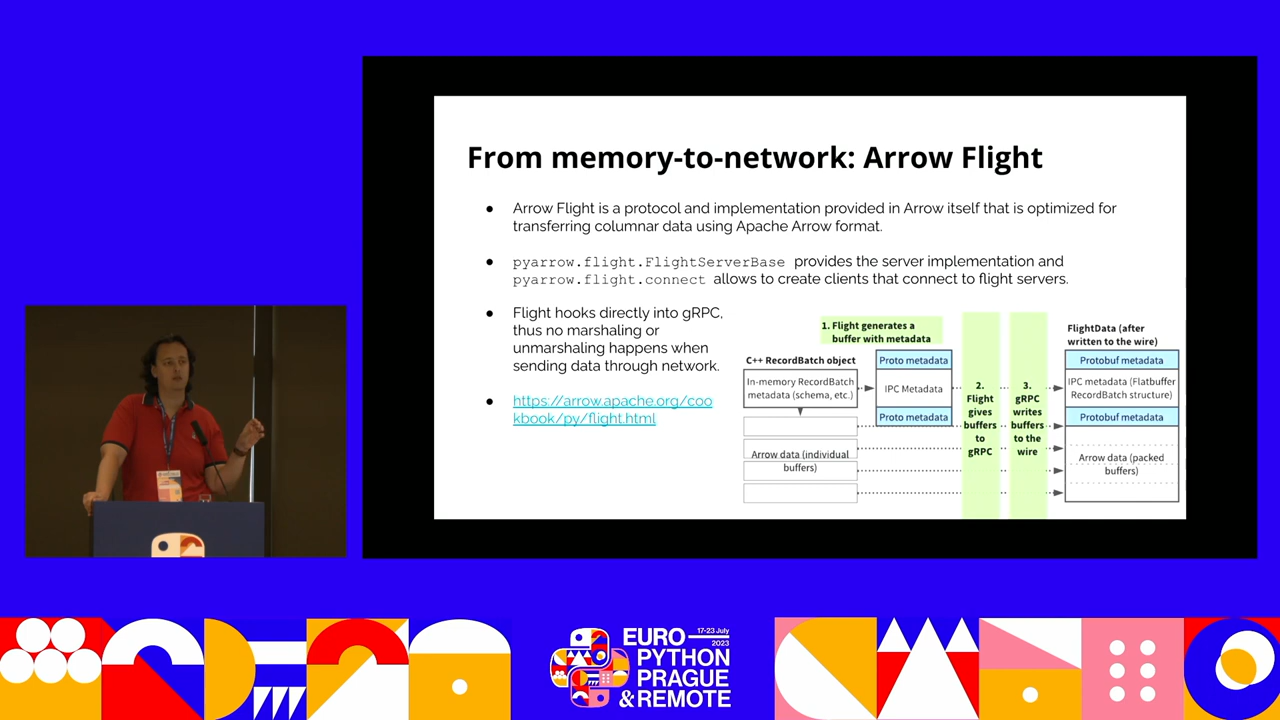 From memory-to-network: Arrow Flight
● Arrow Flight is a protocol and implementation provided in Arrow itself that is optimized for
transferring columnar data using Apache Arrow format.
● pyarrow.flight.FlightServerBase provides the server implementation and
pyarrow.flight.connect allows to create clients that connect to flight servers.
● Flight hooks directly into gRPC,
thus no marshaling or
unmarshaling happens when
sending data through network.
● https://arrow.apache.org/coo
kbook/py/flight.html
1. Flight generates a
buffer with metadata
C++ RecordBatch object
In-memory RecordBatch
metadata (schema, etc.)
Arrow data (individual
buffers)
Proto metadata
IPC Metadata
Proto metadata
2.
Flight
gives
buffers
to
gRPC
3.
gRPC
writes
buffers
to the
wire
FlightData (after
written to the wire)
Protobuf metadata
IPC metadata (Flatbuffer
RecordBatch structure)
Protobuf metadata
Arrow data (packed
buffers)
EURO 17-23 July
2023
PYTHON
PRAGUE
& REMOTE